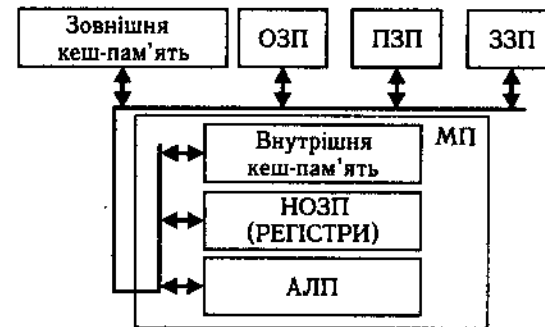 Зовнішня
кеш-пам'ять
ОЗП
ПЗП
ЗЗП
МП
Внутрішня
кеш-пам'ять
НОЗП
(РЕГІСТРИ)
АЛП